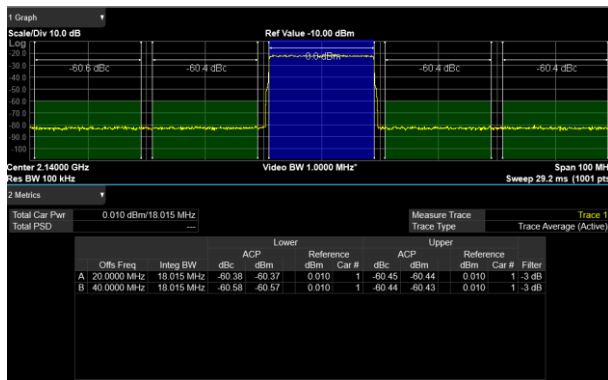 1 Graph
Scale/Div 10.0 dB Ref Value -10.00 dBm
Log
-20.0 0.0 dBm
-30.0 -60.6 dBc -60.4 dBc -60.4 dBc -60.4 dBc
-40.0
-50.0
-60.0
-70.0
-80.0
-90.0
-100
Center 2.14000 GHz Video BW 1.0000 MHz* Span 100 MH
Res BW 100 kHz Sweep 29.2 ms (1001 pts
2 Metrics
Total Car Pwr 0.010 dBm/18.015 MHz Measure Trace Trace 1
Total PSD --- Trace Type Trace Average (Active)
Lower Upper
ACP Reference ACP Reference
Offs Freq Integ BW dBc dBm dBm Car # dBc dBm dBm Car # Filter
A 20.0000 MHz 18.015 MHz -60.38 -60.37 0.010 1 -60.45 -60.44 0.010 1 -3 dB
B 40.0000 MHz 18.015 MHz -60.58 -60.57 0.010 1 -60.44 -60.43 0.010 1 -3 dB